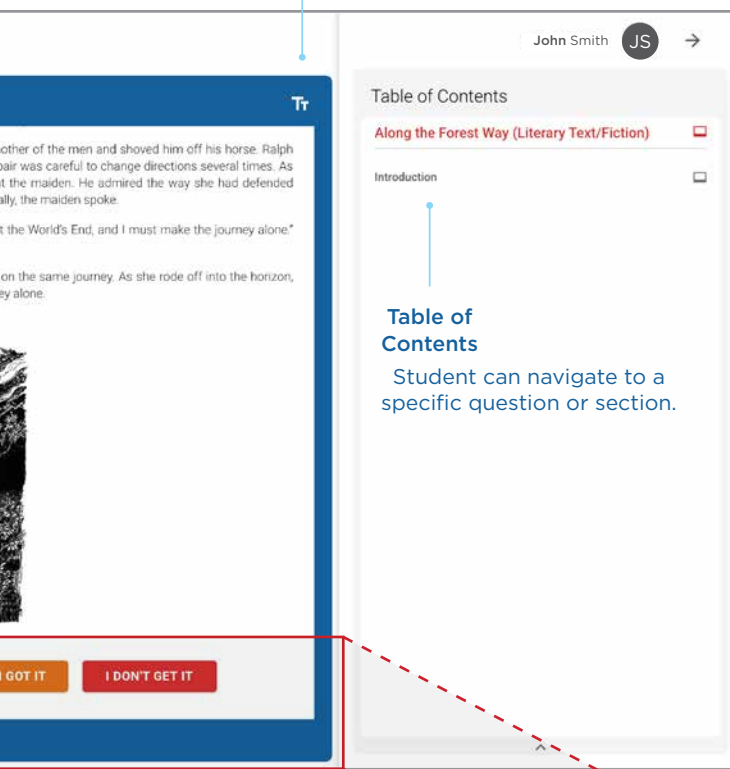 John Smith JS
Tт
Table of Contents
Along the Forest Way (Literary Text/Fiction)
Introduction
other of the men and shoved him off his horse. Ralph
pair was careful to change directions several times. As
t the maiden. He admired the way she had defended
ally, the maiden spoke.
t the World's End, and I must make the journey alone."
on the same journey. As she rode off into the horizon,
ey alone.
Table of
Contents
Student can navigate to a
specific question or section.
GOT IT
I DON'T GET IT